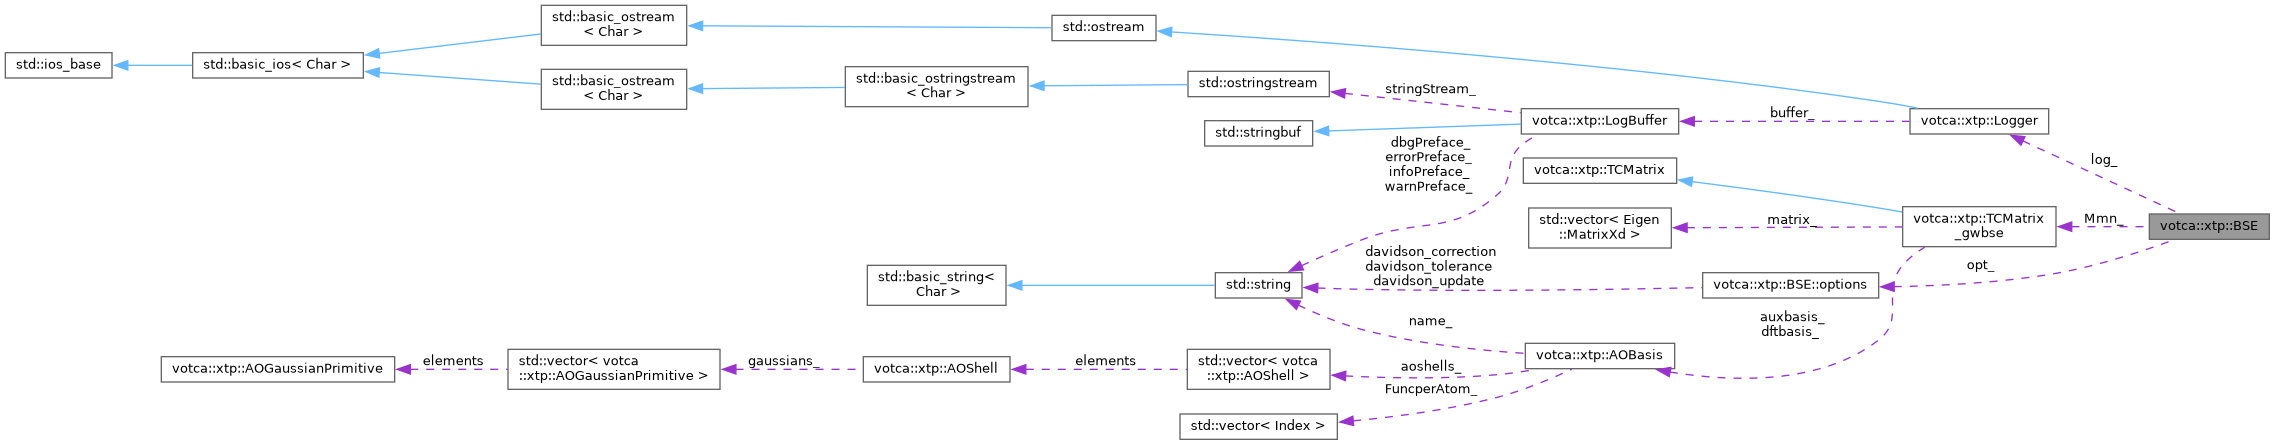 std::basic_ostream
< Char >
std::ostream
std::ios_base
std::basic_ios< Char >
std::basic_ostream
< Char >
std::basic_ostringstream
< Char >
std::ostringstream
stringStream_
std::stringbuf
votca::xtp::LogBuffer
buffer_
votca::xtp::Logger
dbgPreface_
errorPreface_
infoPreface_
warnPreface_
votca::xtp::TCMatrix
log_
std::vector< Eigen
::MatrixXd >
matrix_
votca::xtp::TCMatrix
_gwbse
Mmn_
votca::xtp::BSE
std::basic_string<
Char >
std::string
davidson_correction
davidson_tolerance
davidson_update
votca::xtp::BSE::options
opt_
name_
auxbasis_
dftbasis_
votca::xtp::AOGaussianPrimitive
elements
std::vector< votca
::xtp::AOGaussianPrimitive >
gaussians_
votca::xtp::AOShell
elements
std::vector< votca
::xtp::AOShell >
aoshells_
votca::xtp::AOBasis
FuncperAtom_
std::vector< Index >